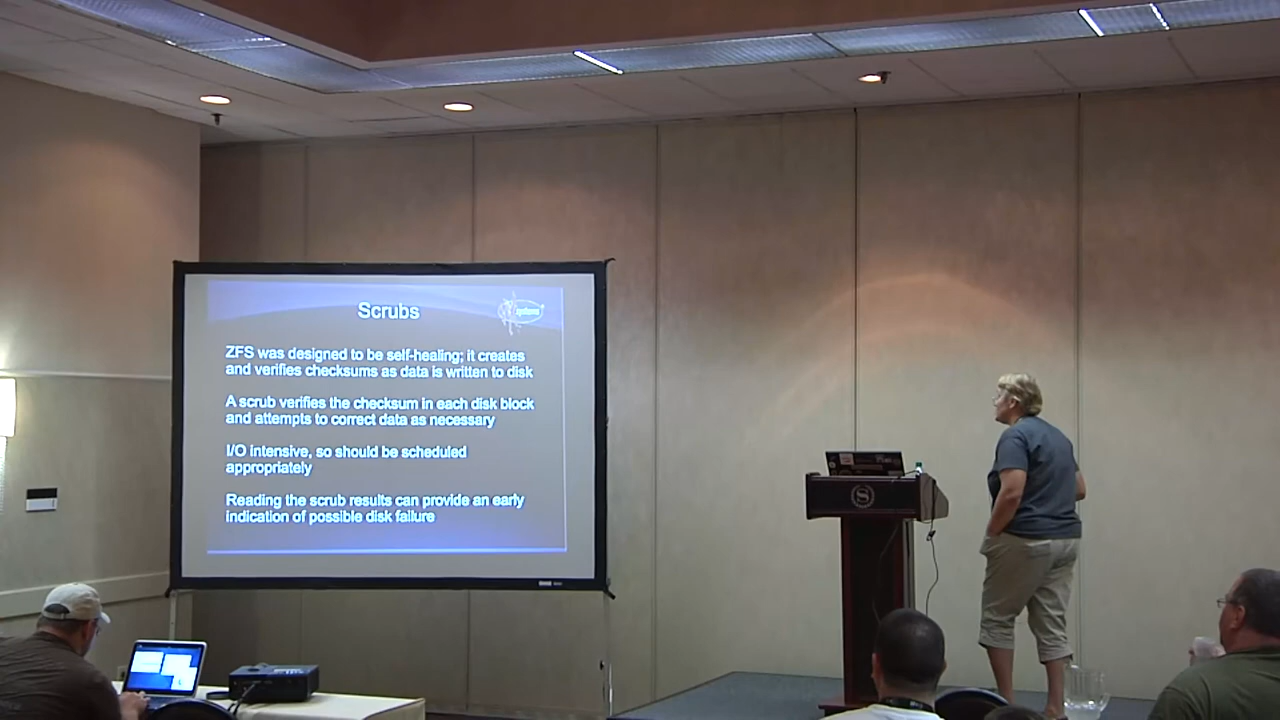 Scrubs
ZFS was designed to be self-healing; it creates
and verifies checksums as data is written to disk
A scrub verifies the checksum in each disk block
and attempts to correct data as necessary
I/O intensive, so should be scheduled
appropriately
Reading the scrub results can provide an early
indication of possible disk failure
S